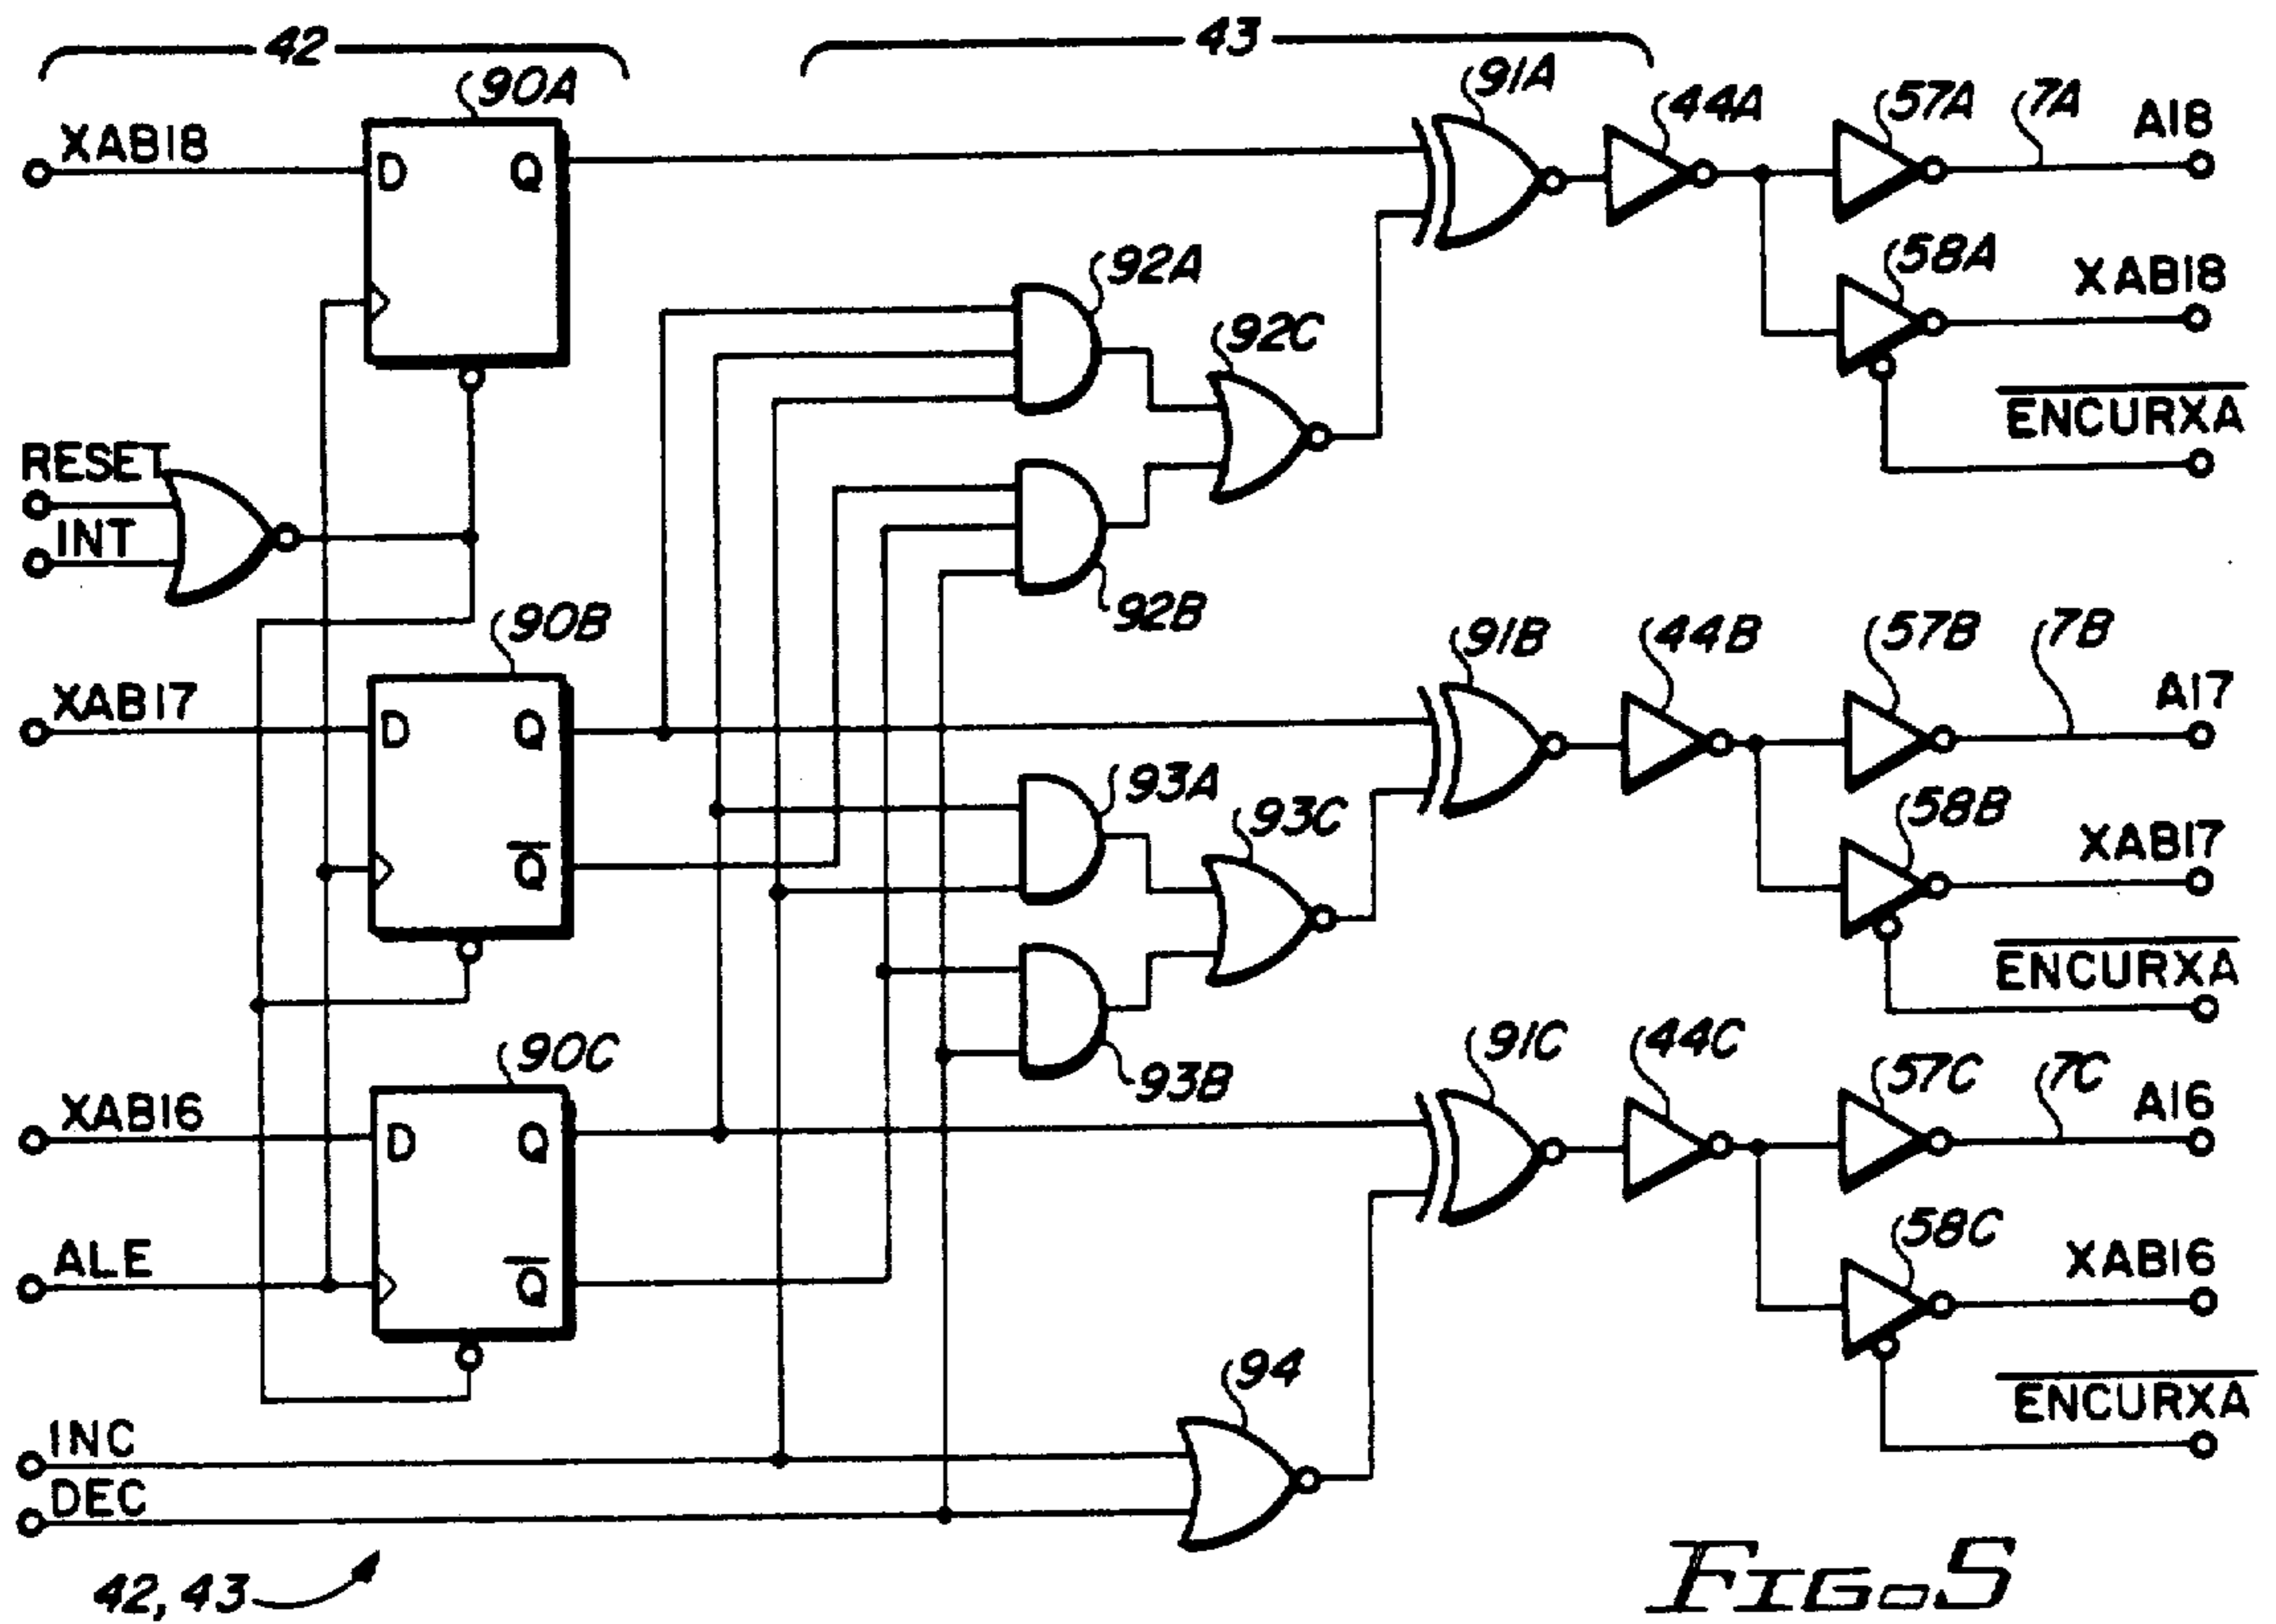 42
43
90A
91A
44A
57A
7A
A18
XAB18
D
Q
58A
XAB18
92A
92C
ENCURXA
RESET
INT
92B
90B
91B
44B
57B
7B
A17
XAB17
D
Q
93A
93C
58B
XAB17
Q
ENCURXA
93B
90C
91C
44C
57C
7C
A16
XAB16
D
Q
58C
XAB16
ALE
Q
94
ENCURXA
INC
DEC
42, 43
FIG. 5